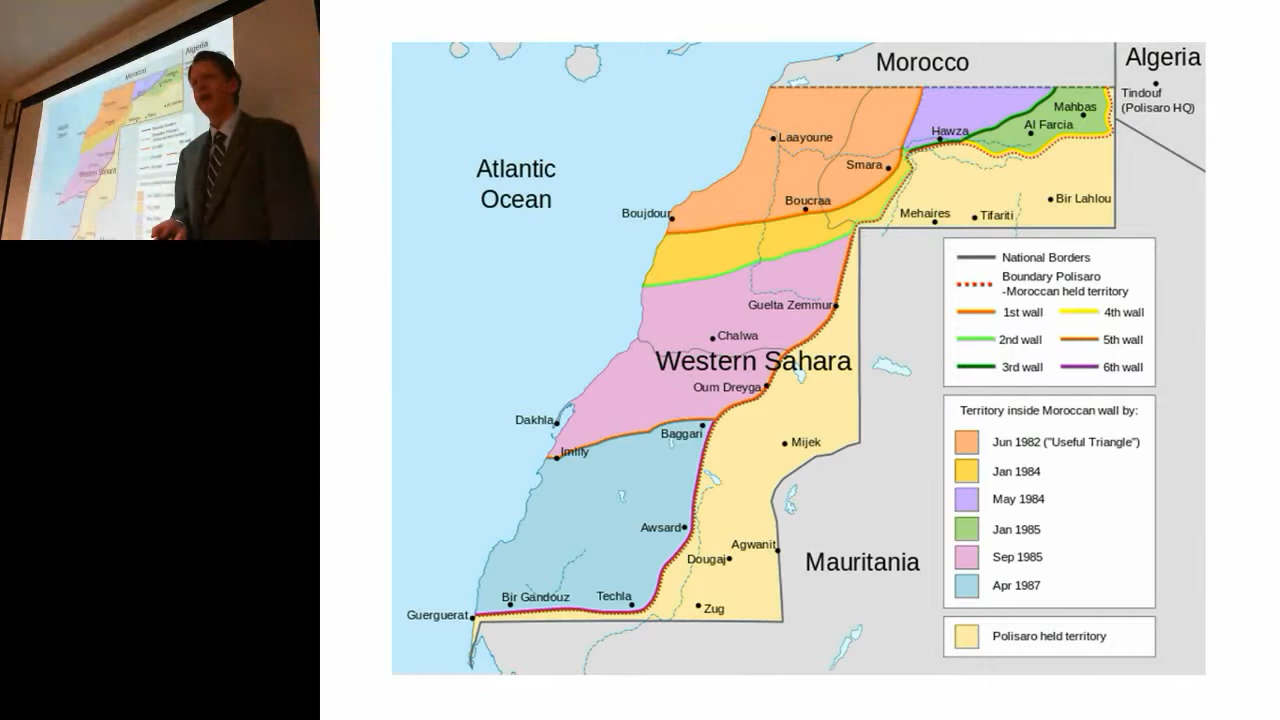 Morocco
Algeria
Tindouf
(Polisaro HQ)
Mahbas
Al Farcia
Hawza
Laayoune
Smara
Atlantic
Ocean
Boucraa
Boujdour
Bir Lahlou
Mehaires
Tifariti
Guelta Zemmur
Chalwa
Western Sahara
Oum Dreyga
Dakhla
Baggari
Imlily
Mijek
Awsard
Agwanit
Dougaj
Mauritania
Bir Gandouz
Techla
Zug
Guerguerat
National Borders
Boundary Polisaro
-Moroccan held territory
1st wall
4th wall
2nd wall
5th wall
3rd wall
6th wall
Territory inside Moroccan wall by:
Jun 1982 ("Useful Triangle")
Jan 1984
May 1984
Jan 1985
Sep 1985
Apr 1987
Polisaro held territory
Algeria
Morocco
Western Sahara